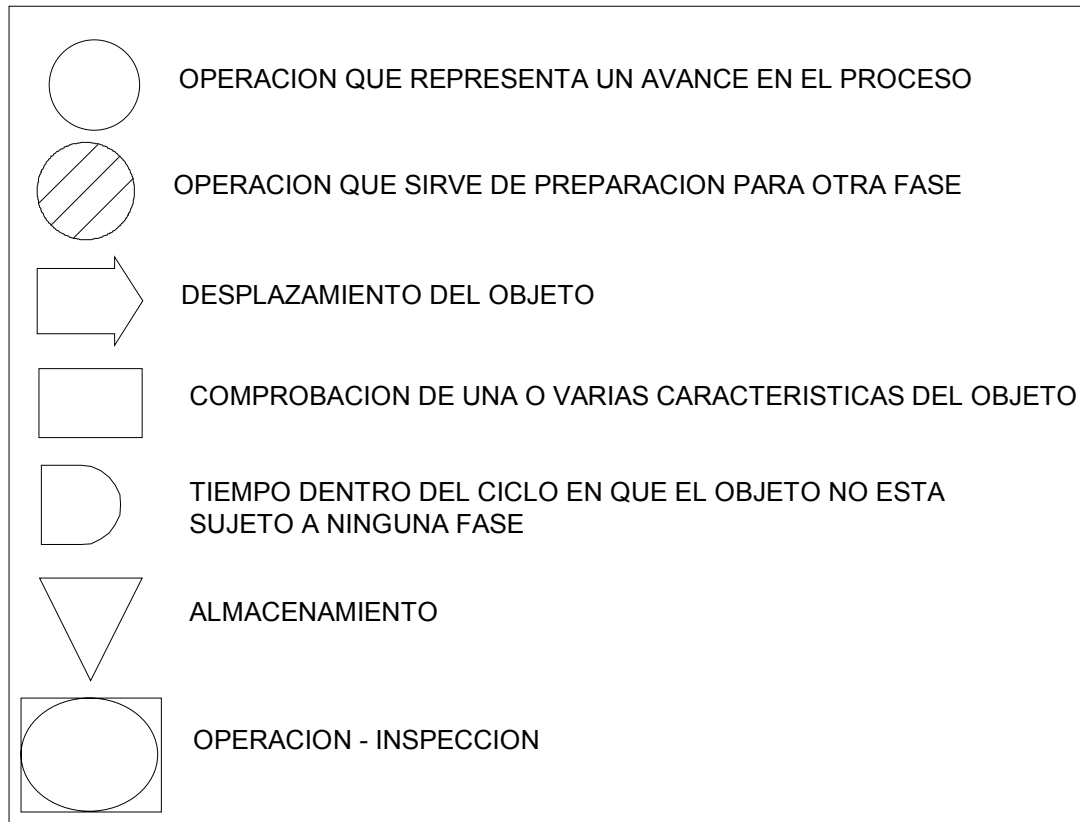 OPERACION QUE REPRESENTA UN AVANCE EN EL PROCESO
OPERACION QUE SIRVE DE PREPARACION PARA OTRA FASE
DESPLAZAMIENTO DEL OBJETO
COMPROBACION DE UNA O VARIAS CARACTERISTICAS DEL OBJETO
TIEMPO DENTRO DEL CICLO EN QUE EL OBJETO NO ESTA
SUJETO A NINGUNA FASE
ALMACENAMIENTO
OPERACION - INSPECCION